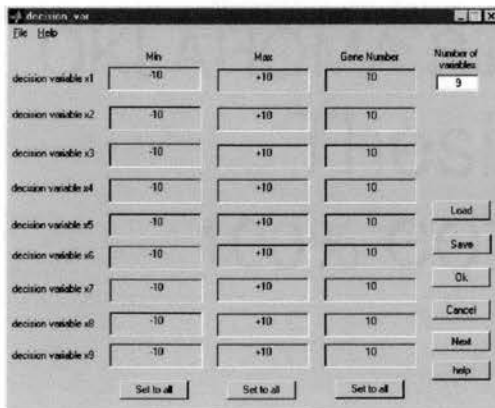 decision_var
File Help
Min Max Gene Number Number of variables
decision variable x1 -10 +10 10 9
decision variable x2 -10 +10 10
decision variable x3 -10 +10 10
decision variable x4 -10 +10 10
decision variable x5 -10 +10 10
decision variable x6 -10 +10 10
decision variable x7 -10 +10 10
decision variable x8 -10 +10 10
decision variable x9 -10 +10 10
Set to all Set to all Set to all
Load
Save
Ok
Cancel
Next
help